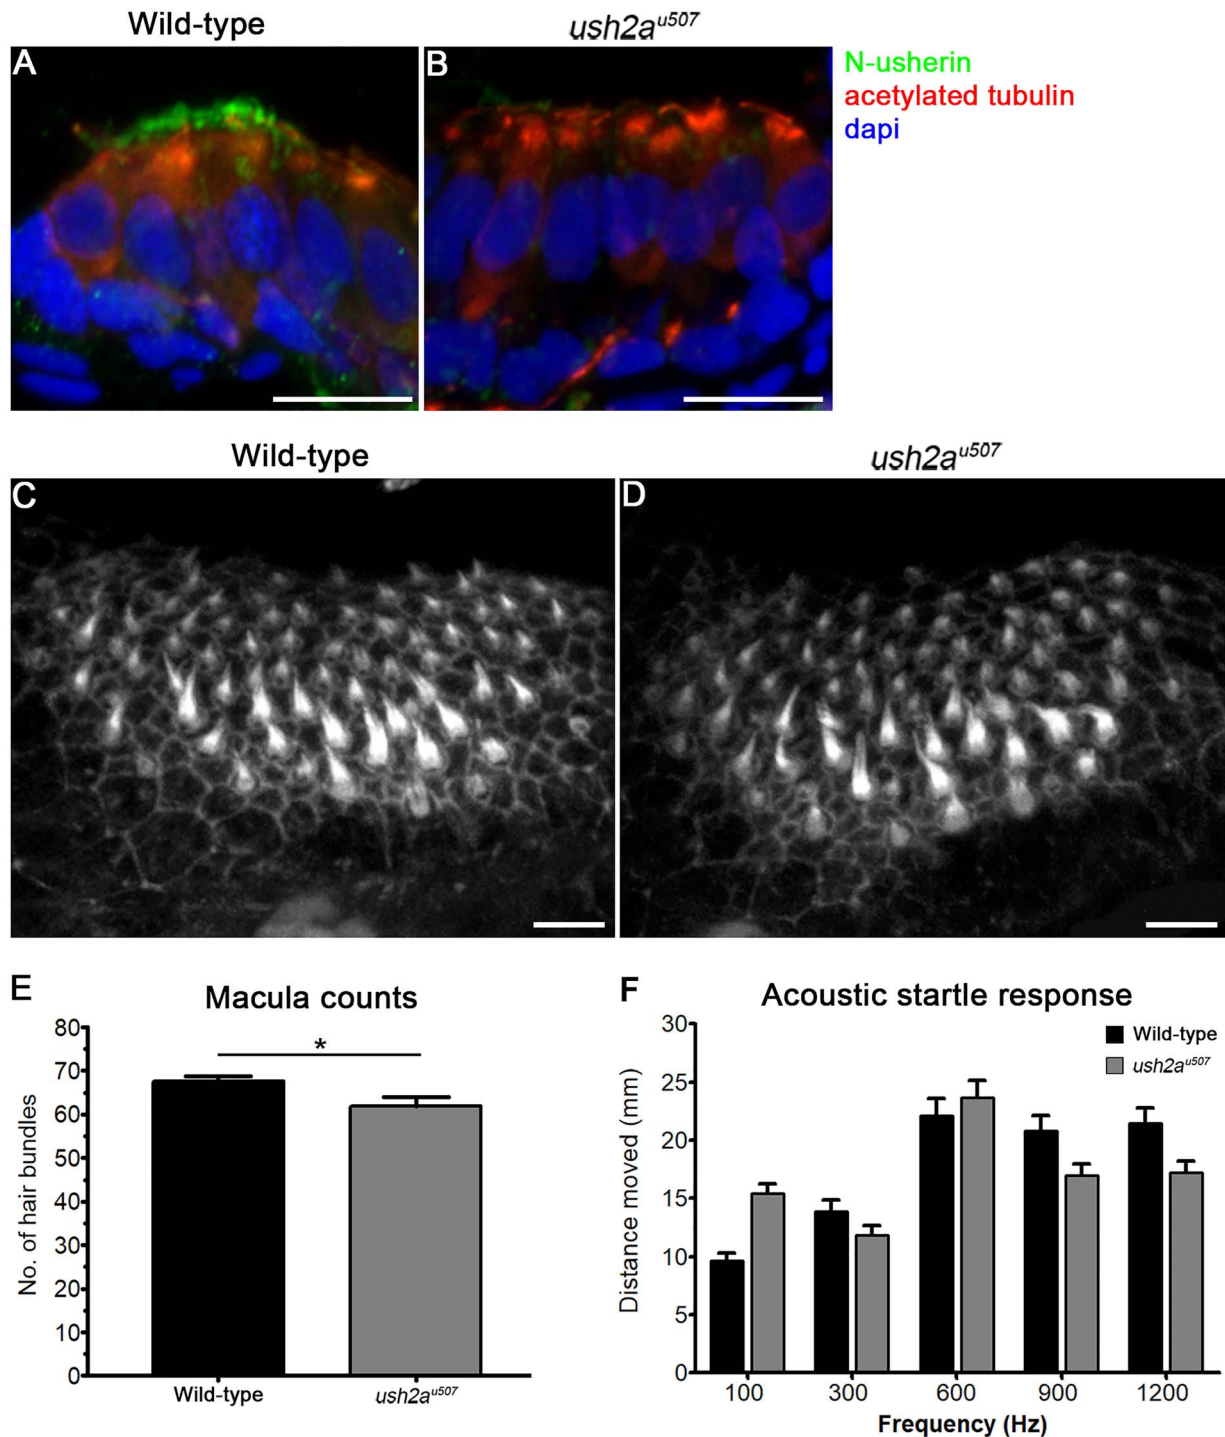 Wild-type
ush2a^u507
A
B
N-usherin
acetylated tubulin
dapi
Wild-type
ush2a^u507
C
D
E
Macula counts
No. of hair bundles
80
70
60
50
40
30
20
10
0
*
Wild-type
ush2a^u507
F
Acoustic startle response
Distance moved (mm)
30
25
20
15
10
5
0
Wild-type
ush2a^u507
100 300 600 900 1200
Frequency (Hz)